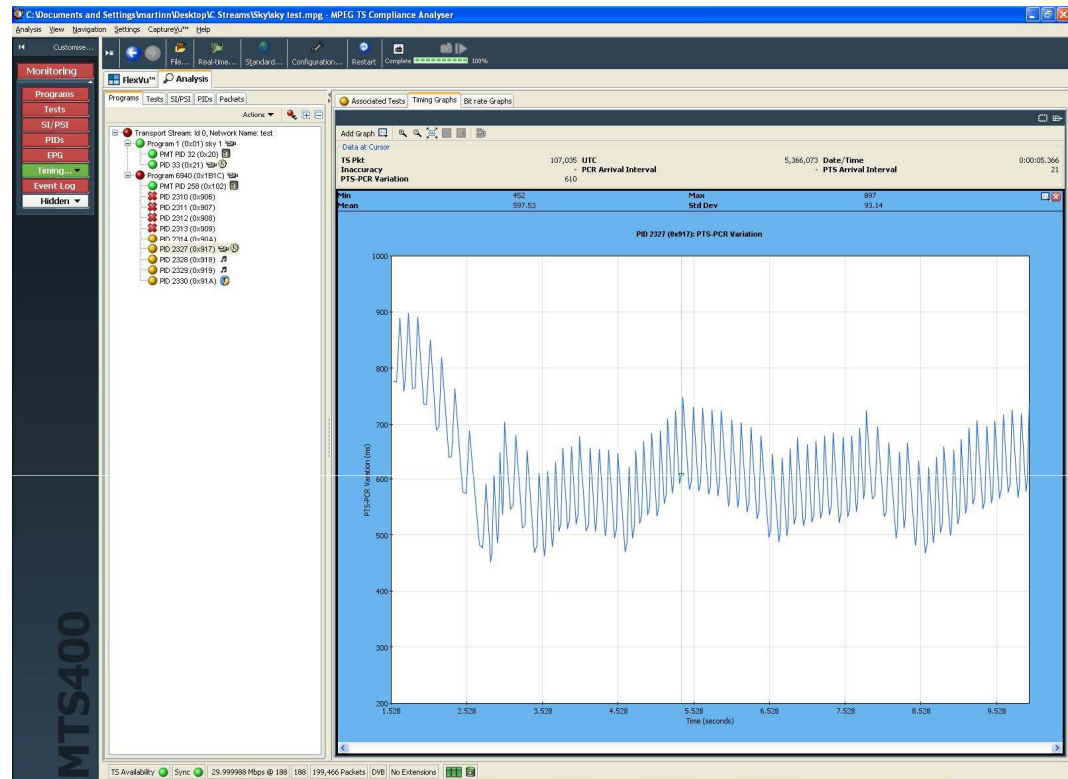 C:\Documents and Settings\martinn\Desktop\C Streams\Sky\sky test.mpg - MPEG TS Compliance Analyser
Analysis View Navigation Settings CaptureVu™ Help
Customise...
File... Real-time... Standard... Configuration... Restart Complete 100%
Monitoring
FlexVu™ Analysis
Programs
Tests
SI/PSI
PIDs
EPG
Timing...
Event Log
Hidden
Programs Tests SI/PSI PIDs Packets
Actions
Transport Stream: Id 0, Network Name: test
Program 1 (0x01) sky 1
PMT PID 32 (0x20)
PID 33 (0x21)
Program 6940 (0x1B1C)
PMT PID 258 (0x102)
PID 2310 (0x906)
PID 2311 (0x907)
PID 2312 (0x908)
PID 2313 (0x909)
PID 2314 (0x90A)
PID 2327 (0x917)
PID 2328 (0x918)
PID 2329 (0x919)
PID 2330 (0x91A)
Associated Tests Timing Graphs Bit rate Graphs
Add Graph
Data at Cursor
TS Pkt 107,035 UTC 5,366,073 Date/Time 0:00:05.366
Inaccuracy - PCR Arrival Interval - PTS Arrival Interval 21
PTS-PCR Variation 610
Min 452 Max 897
Mean 597.53 Std Dev 93.14
PID 2327 (0x917): PTS-PCR Variation
1000
900
800
700
600
500
400
300
200
PTS-PCR Variation (ms)
1.528 2.528 3.528 4.528 5.528 6.528 7.528 8.528 9.528
Time (seconds)
MTS400
TS Availability Sync 29.999988 Mbps @ 188 188 199,466 Packets DVB No Extensions